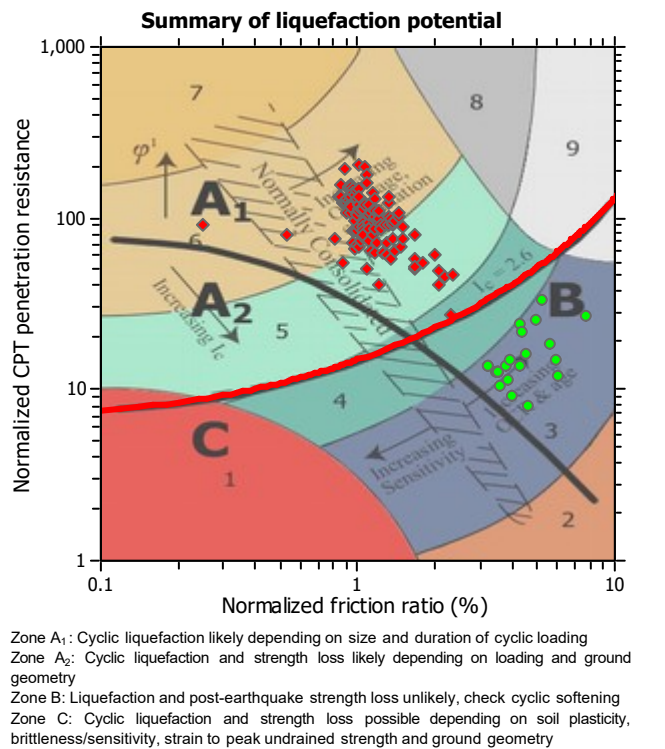 Summary of liquefaction potential
1,000
100
10
1
Normalized CPT penetration resistance
7
8
9
φ'
A1
6
A2
Normally Consolidated
Increasing
Increasing Ic
5
Ic = 2.6
B
4
C
1
Increasing
& age
3
Increasing
Sensitivity
2
0.1
1
10
Normalized friction ratio (%)
Zone A1: Cyclic liquefaction likely depending on size and duration of cyclic loading
Zone A2: Cyclic liquefaction and strength loss likely depending on loading and ground
geometry
Zone B: Liquefaction and post-earthquake strength loss unlikely, check cyclic softening
Zone C: Cyclic liquefaction and strength loss possible depending on soil plasticity,
brittleness/sensitivity, strain to peak undrained strength and ground geometry